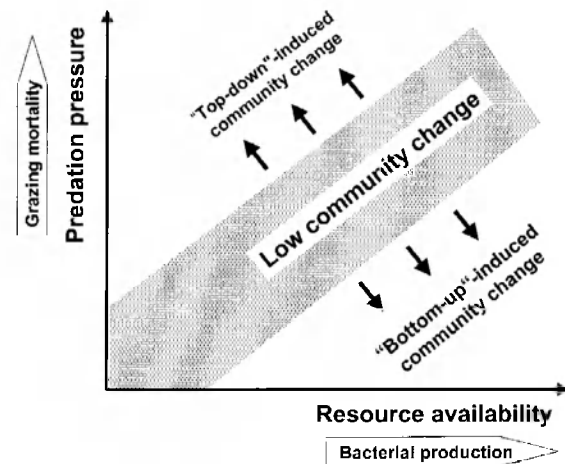 "Top-down"-induced
community change
Grazing mortality
Predation pressure
Low community change
"Bottom-up"-induced
community change
Resource availability
Bacterial production